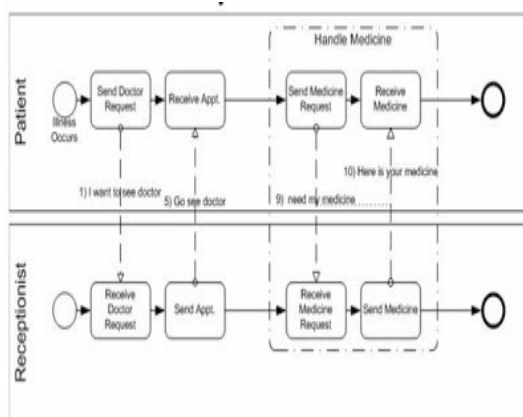 Handle Medicine
Patient
Send Doctor
Request
Receive Appt.
Send Medicine
Request
Receive
Medicine
Illness
Occurs
1) I want to see doctor
5) Go see doctor
9) need my medicine
10) Here is your medicine
Receptionist
Receive
Doctor
Request
Send Appt.
Receive
Medicine
Request
Send Medicine